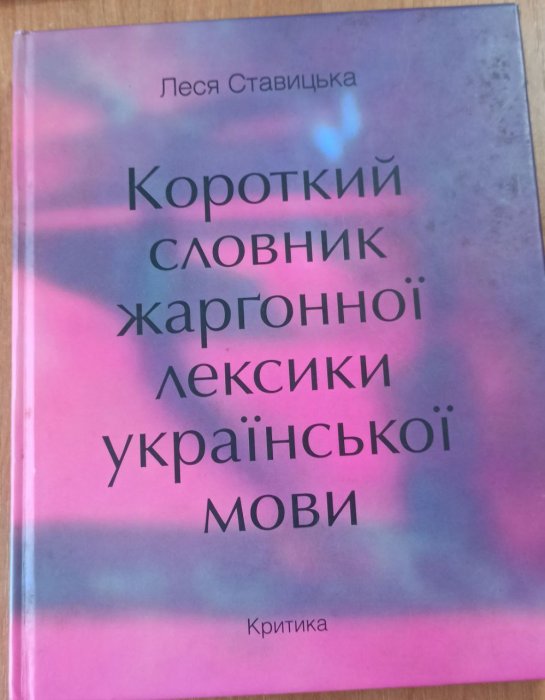 Леся Ставицька
Короткий
словник
жарґонної
лексики
української
мови
Критика